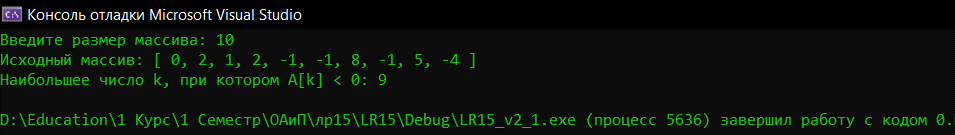 Консоль отладки Microsoft Visual Studio
Введите размер массива: 10
Исходный массив: [ 0, 2, 1, 2, -1, -1, 8, -1, 5, -4 ]
Наибольшее число k, при котором A[k] < 0: 9
D:\Education\1 Курс\1 Семестр\ОАиП\лр15\LR15\Debug\LR15_v2_1.exe (процесс 5636) завершил работу с кодом 0.